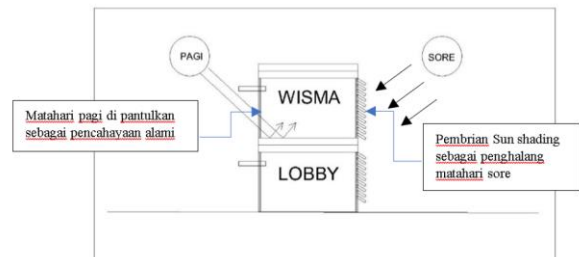 PAGI
SORE
WISMA
LOBBY
Matahari pagi di pantulkan
sebagai pencahayaan alami
Pembrian Sun shading
sebagai penghalang
matahari sore